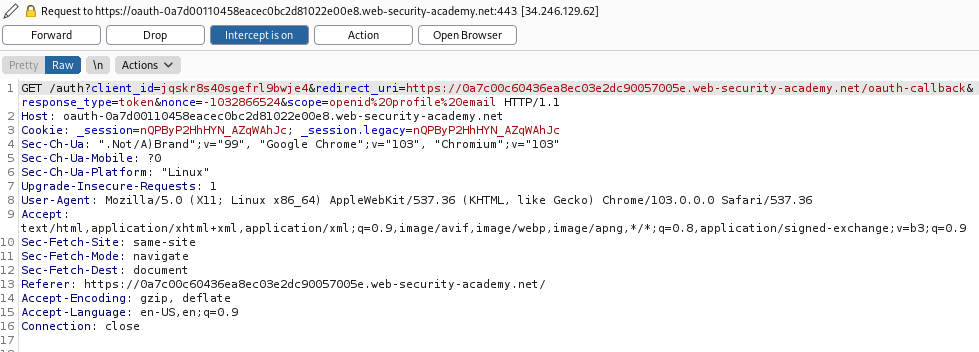 Request to https://oauth-0a7d00110458eacec0bc2d81022e00e8.web-security-academy.net:443 [34.246.129.62]
Forward Drop Intercept is on Action Open Browser
Pretty Raw \n Actions
1 GET /auth?client_id=jqskr8s40sgefrl9bwje4&redirect_uri=https://0a7c00c60436ea8ec03e2dc90057005e.web-security-academy.net/oauth-callback&
response_type=token&nonce=-1032866524&scope=openid%20profile%20email HTTP/1.1
2 Host: oauth-0a7d00110458eacec0bc2d81022e00e8.web-security-academy.net
3 Cookie: _session=nQPByP2HhHYN_AZqWAhJc; _session.legacy=nQPByP2HhHYN_AZqWAhJc
4 Sec-Ch-Ua: ".Not/A)Brand";v="99", "Google Chrome";v="103", "Chromium";v="103"
5 Sec-Ch-Ua-Mobile: ?0
6 Sec-Ch-Ua-Platform: "Linux"
7 Upgrade-Insecure-Requests: 1
8 User-Agent: Mozilla/5.0 (X11; Linux x86_64) AppleWebKit/537.36 (KHTML, like Gecko) Chrome/103.0.0.0 Safari/537.36
9 Accept:
text/html,application/xhtml+xml,application/xml;q=0.9,image/avif,image/webp,image/apng,*/*;q=0.8,application/signed-exchange;v=b3;q=0.9
10 Sec-Fetch-Site: same-site
11 Sec-Fetch-Mode: navigate
12 Sec-Fetch-Dest: document
13 Referer: https://0a7c00c60436ea8ec03e2dc90057005e.web-security-academy.net/
14 Accept-Encoding: gzip, deflate
15 Accept-Language: en-US,en;q=0.9
16 Connection: close
17